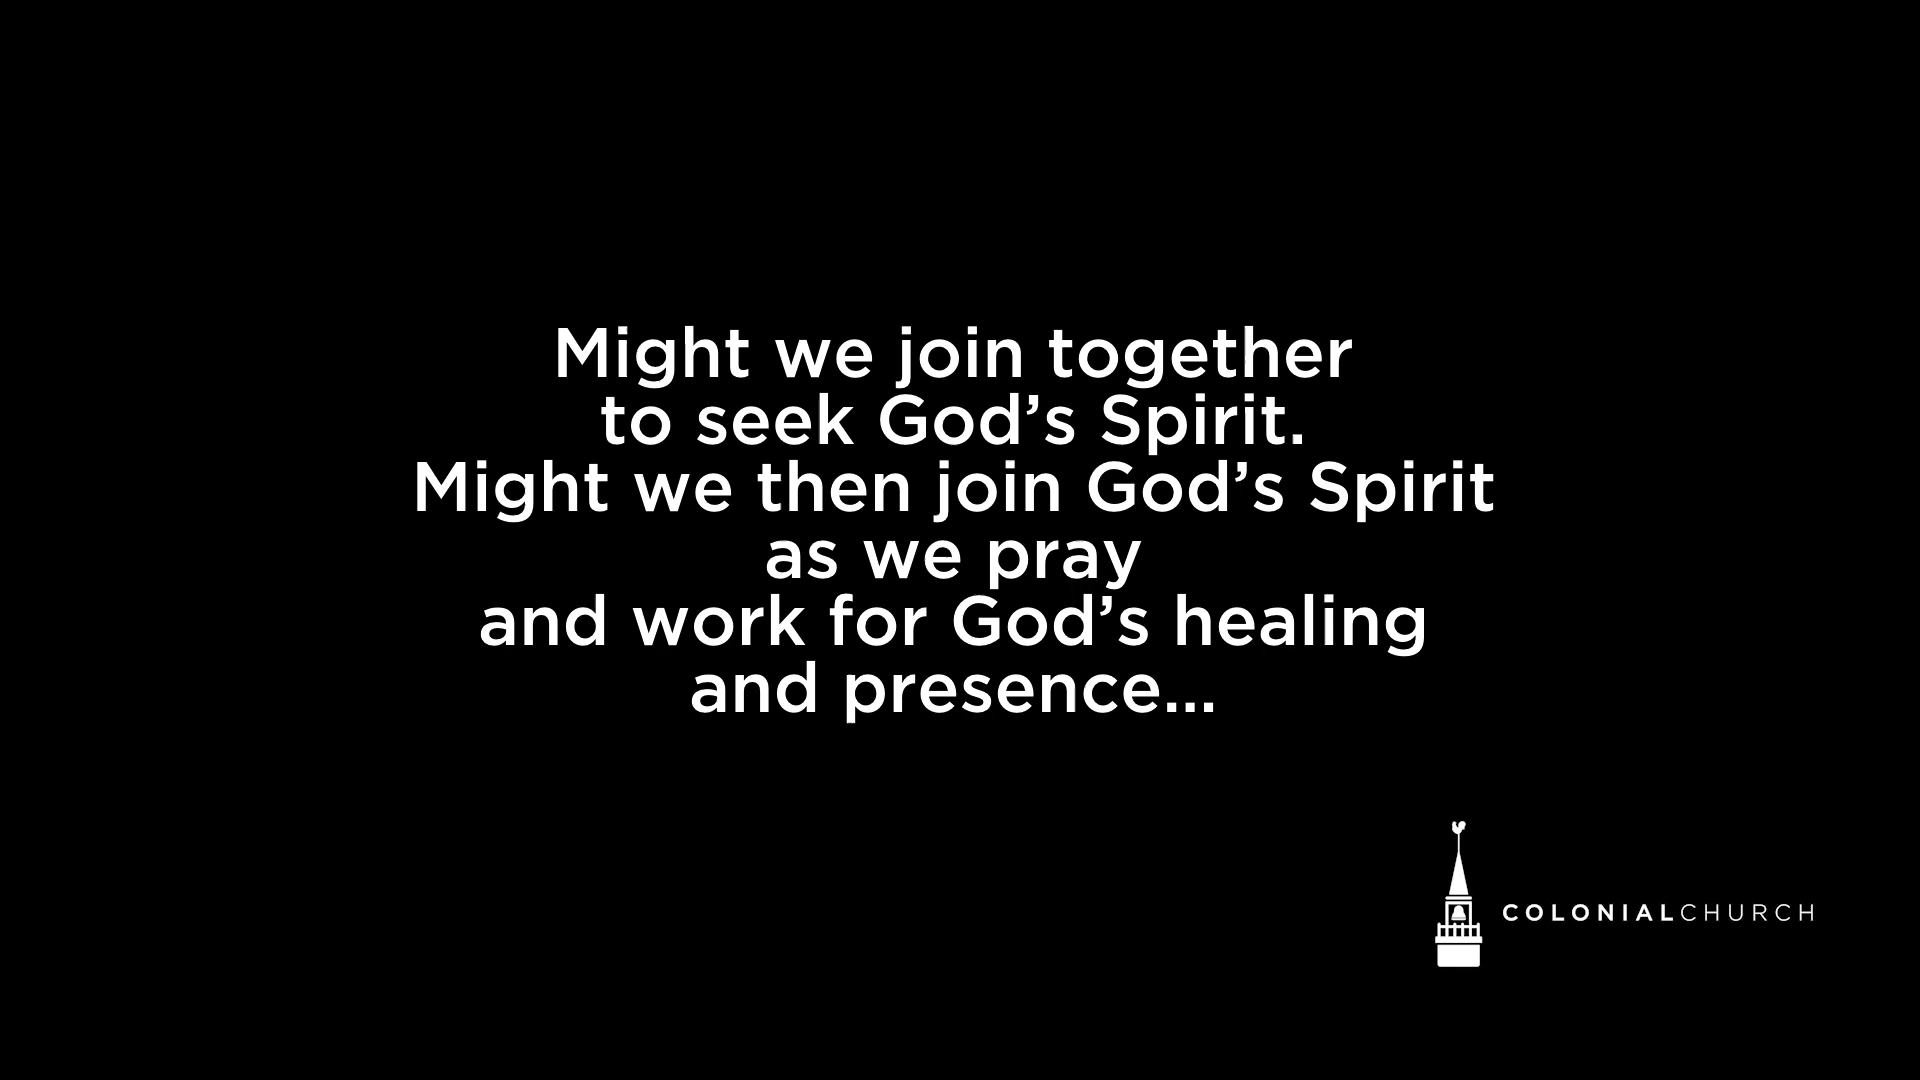 Might we join together
to seek God’s Spirit.
Might we then join God’s Spirit
as we pray
and work for God’s healing
and presence...
COLONIALCHURCH